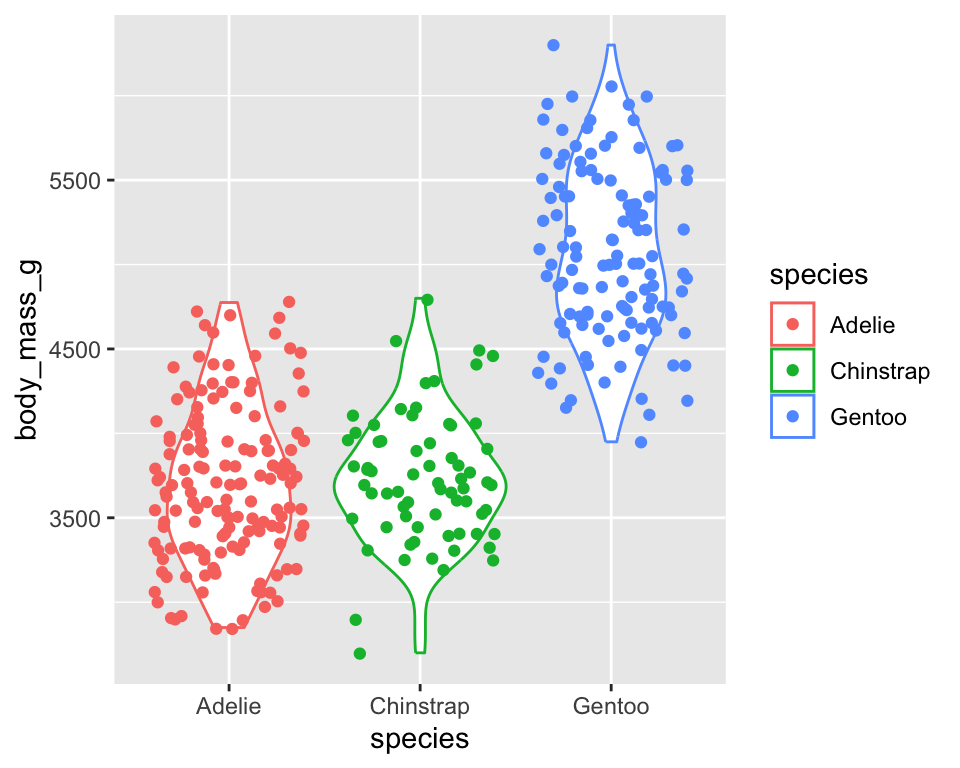 body_mass_g
5500
4500
3500
Adelie
Chinstrap
Gentoo
species
species
Adelie
Chinstrap
Gentoo